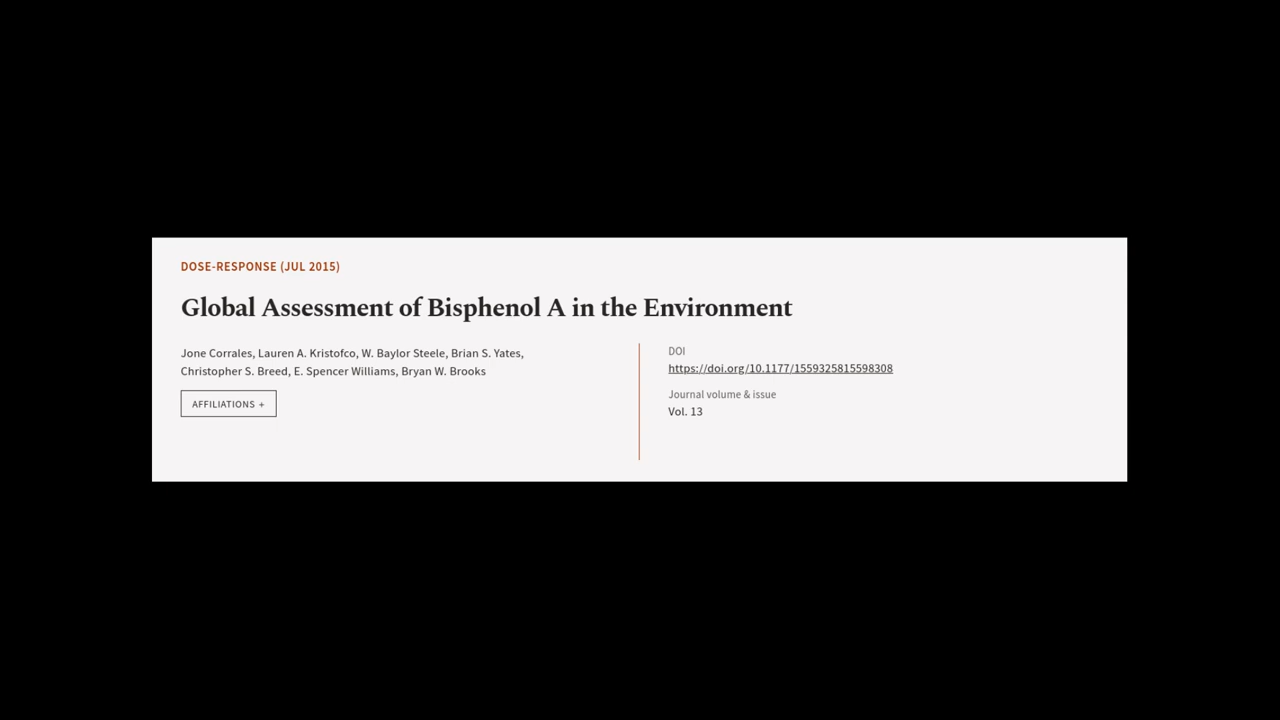 DOSE-RESPONSE (JUL 2015)
Global Assessment of Bisphenol A in the Environment
Jone Corrales, Lauren A. Kristofco, W. Baylor Steele, Brian S. Yates,
Christopher S. Breed, E. Spencer Williams, Bryan W. Brooks
AFFILIATIONS +
DOI
https://doi.org/10.1177/1559325815598308
Journal volume & issue
Vol. 13